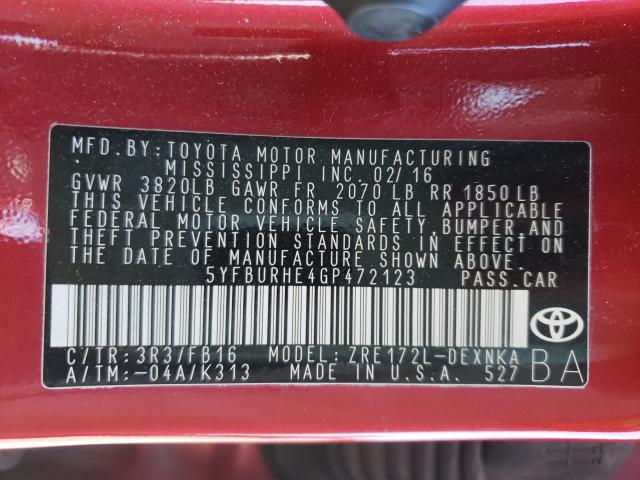 MFD. BY: TOYOTA MOTOR MANUFACTURING
MISSISSIPPI INC. 02/16
GVWR 3820LB GAWR FR 2070 LB RR 1850 LB
THIS VEHICLE CONFORMS TO ALL APPLICABLE
FEDERAL MOTOR VEHICLE SAFETY, BUMPER, AND
THEFT PREVENTION STANDARDS IN EFFECT ON
THE DATE OF MANUFACTURE SHOWN ABOVE.
5YFBURHE4GP472123 PASS.CAR
C/TR: 3R3/FB16 MODEL: ZRE172L-DEXNKA
A/TM: -04A/K313 MADE IN U.S.A. 527 BA